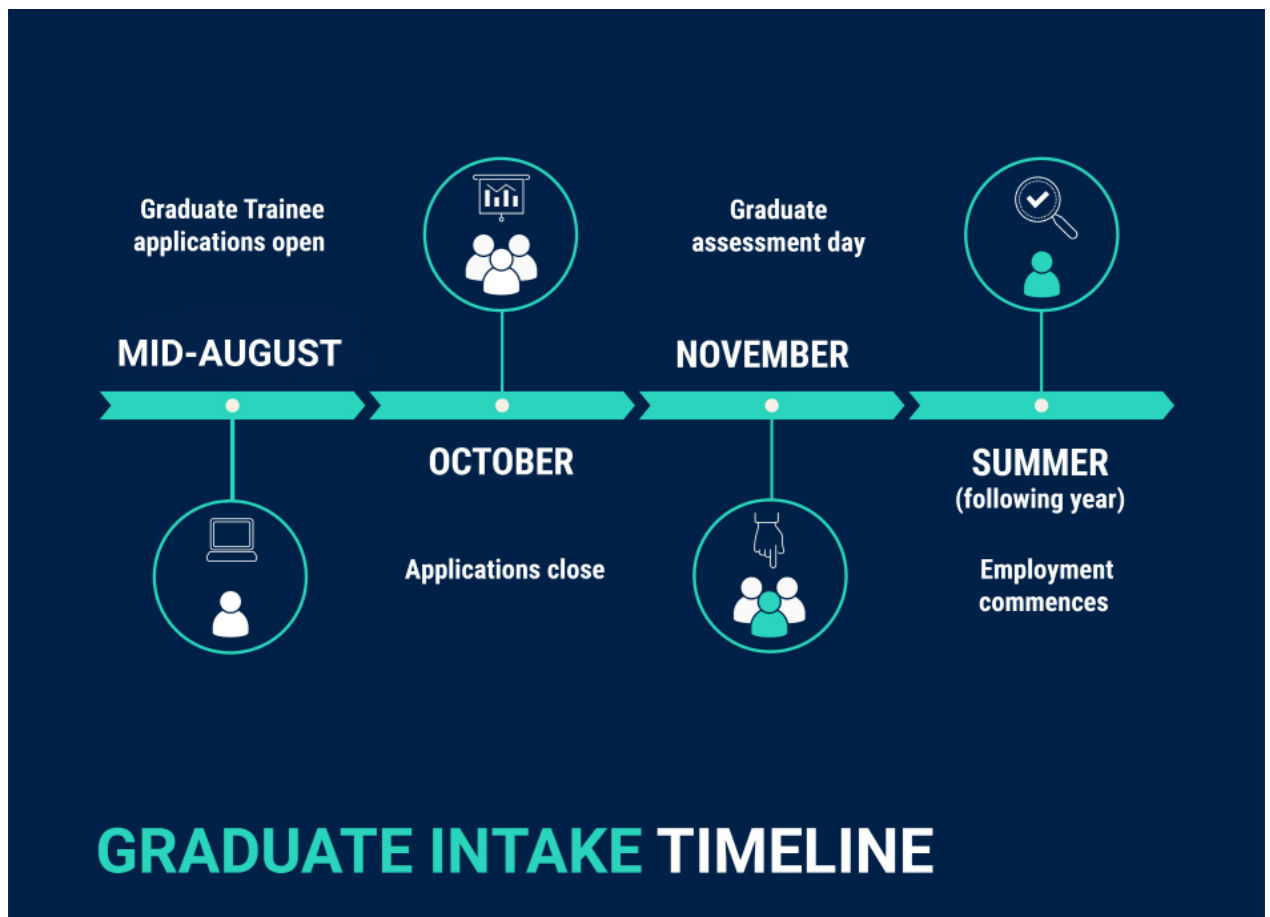 Graduate Trainee
applications open
MID-AUGUST
OCTOBER
Applications close
Graduate
assessment day
NOVEMBER
SUMMER
(following year)
Employment
commences
GRADUATE INTAKE TIMELINE